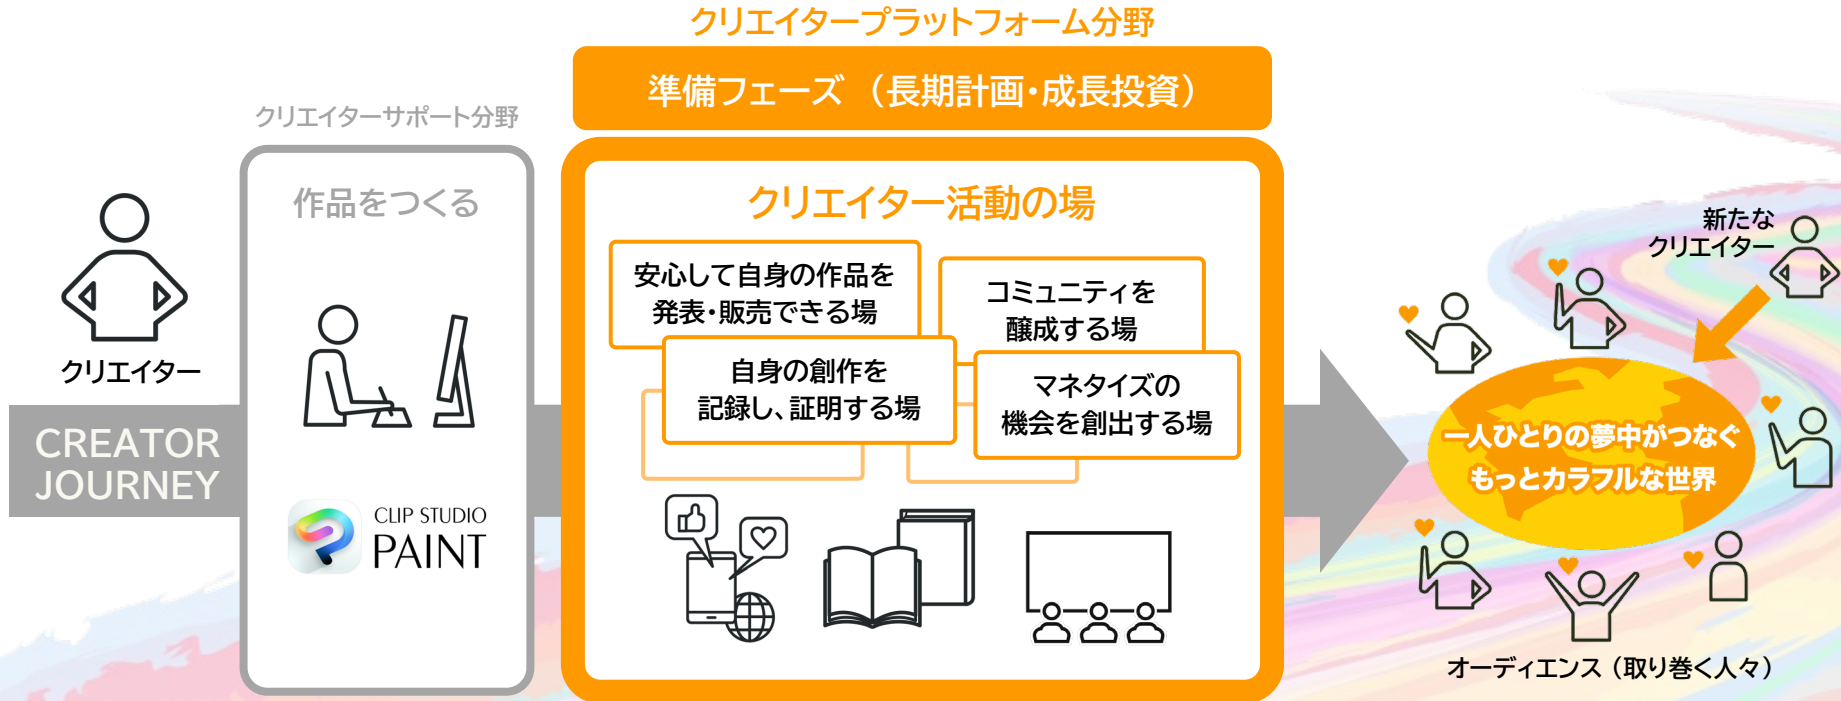 クリエイタープラットフォーム分野
準備フェーズ （長期計画・成長投資）
クリエイターサポート分野
作品をつくる
クリエイター
CREATOR
JOURNEY
CLIP STUDIO
PAINT
クリエイター活動の場
安心して自身の作品を
発表・販売できる場
コミュニティを
醸成する場
自身の創作を
記録し、証明する場
マネタイズの
機会を創出する場
新たな
クリエイター
一人ひとりの夢中がつなぐ
もっとカラフルな世界
オーディエンス（取り巻く人々）